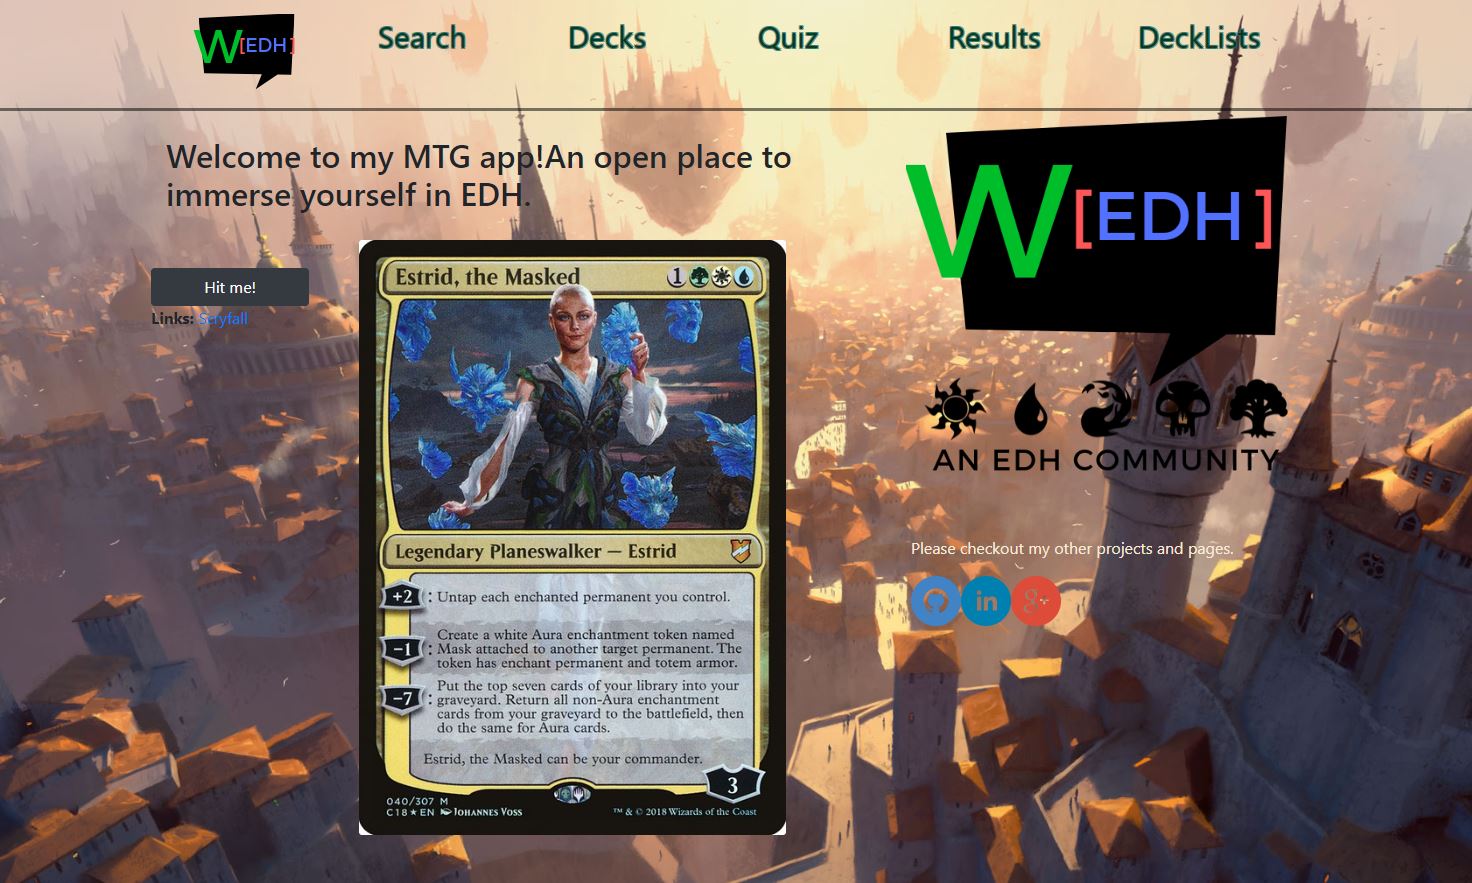 W[EDH]
Search
Decks
Quiz
Results
DeckLists
Welcome to my MTG app!An open place to
immerse yourself in EDH.
Hit me!
Links: Scryfall
Estrid, the Masked 1
Legendary Planeswalker — Estrid
+2 : Untap each enchanted permanent you control.
Create a white Aura enchantment token named
−1 : Mask attached to another target permanent. The
token has enchant permanent and totem armor.
Put the top seven cards of your library into your
−7 : graveyard. Return all non-Aura enchantment
cards from your graveyard to the battlefield, then
do the same for Aura cards.
Estrid, the Masked can be your commander.
3
040/307 M
C18★EN Johannes Voss
™ & © 2018 Wizards of the Coast
W[EDH]
AN EDH COMMUNITY
Please checkout my other projects and pages.
in g+